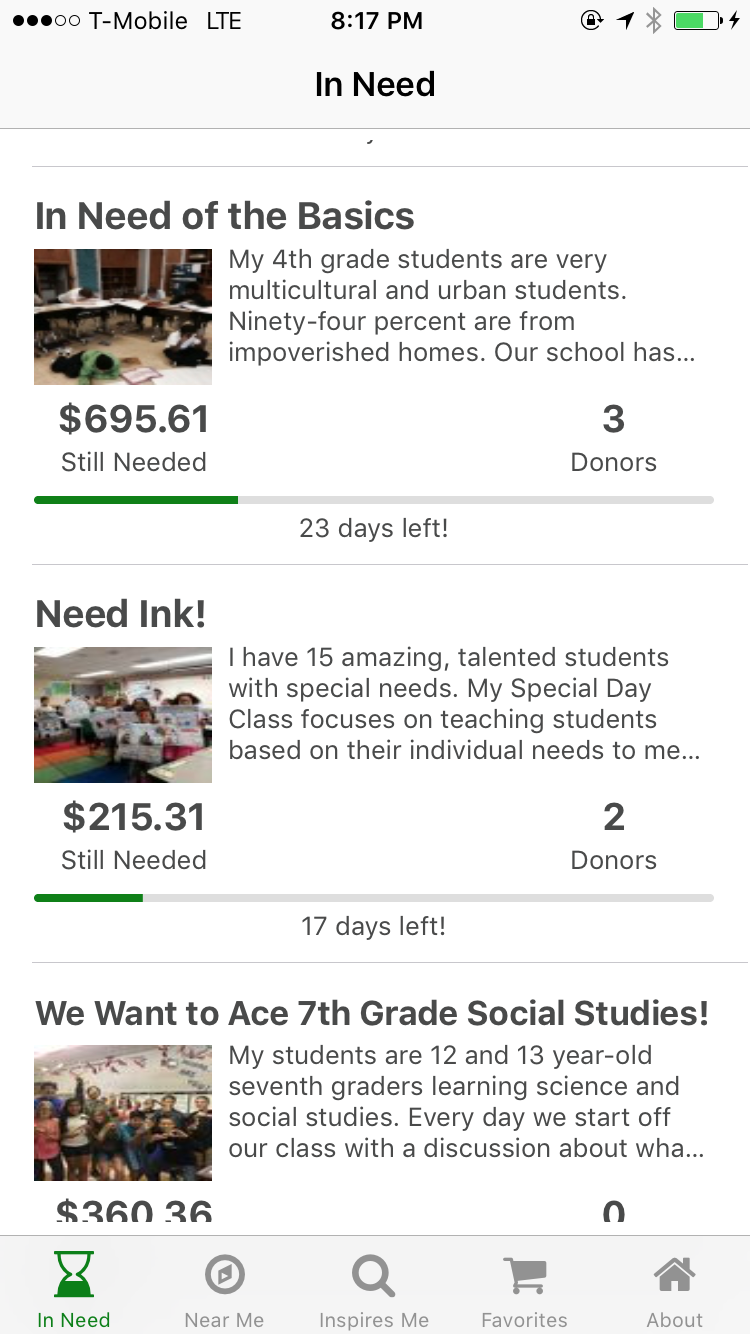 T-Mobile LTE 8:17 PM
In Need
In Need of the Basics
My 4th grade students are very
multicultural and urban students.
Ninety-four percent are from
impoverished homes. Our school has...
$695.61
3
Still Needed
Donors
23 days left!
Need Ink!
I have 15 amazing, talented students
with special needs. My Special Day
Class focuses on teaching students
based on their individual needs to me...
$215.31
2
Still Needed
Donors
17 days left!
We Want to Ace 7th Grade Social Studies!
My students are 12 and 13 year-old
seventh graders learning science and
social studies. Every day we start off
our class with a discussion about wha...
$360.36
0
In Need
Near Me
Inspires Me
Favorites
About